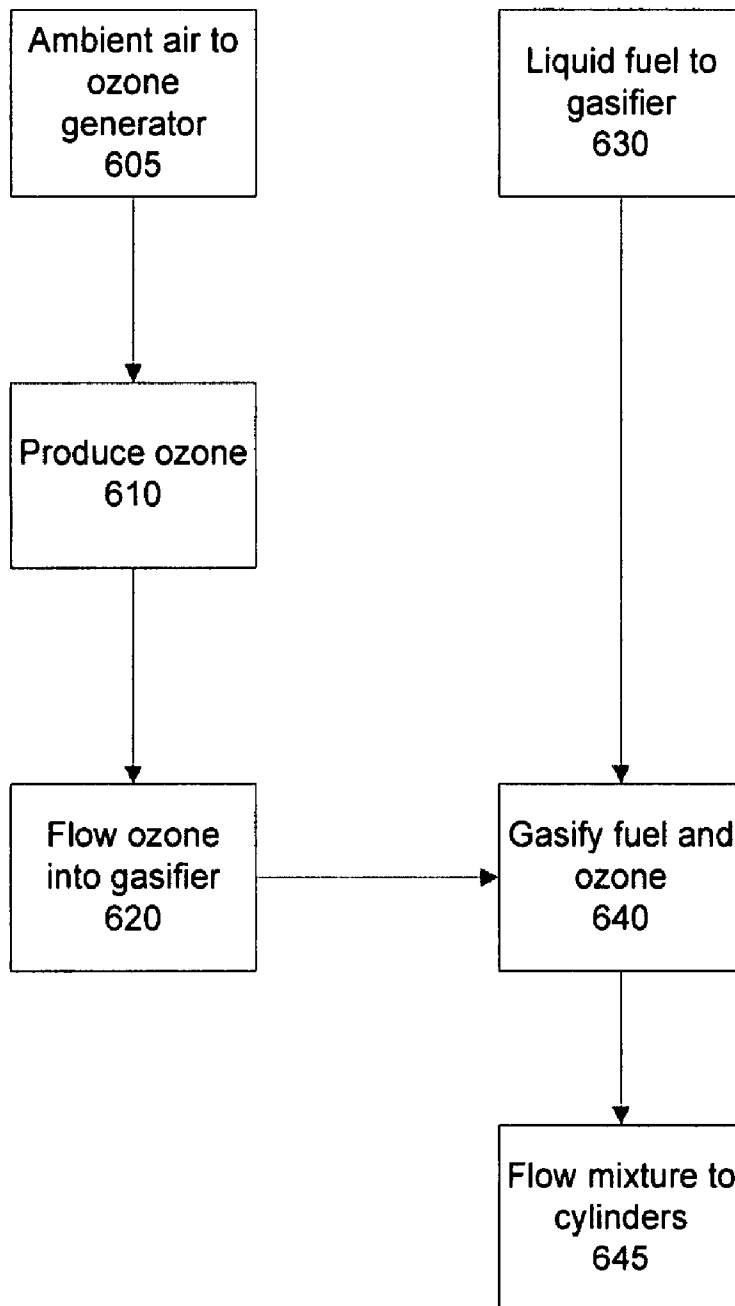 Ambient air to
ozone
generator
605
Liquid fuel to
gasifier
630
Produce ozone
610
Flow ozone
into gasifier
620
Gasify fuel and
ozone
640
Flow mixture to
cylinders
645